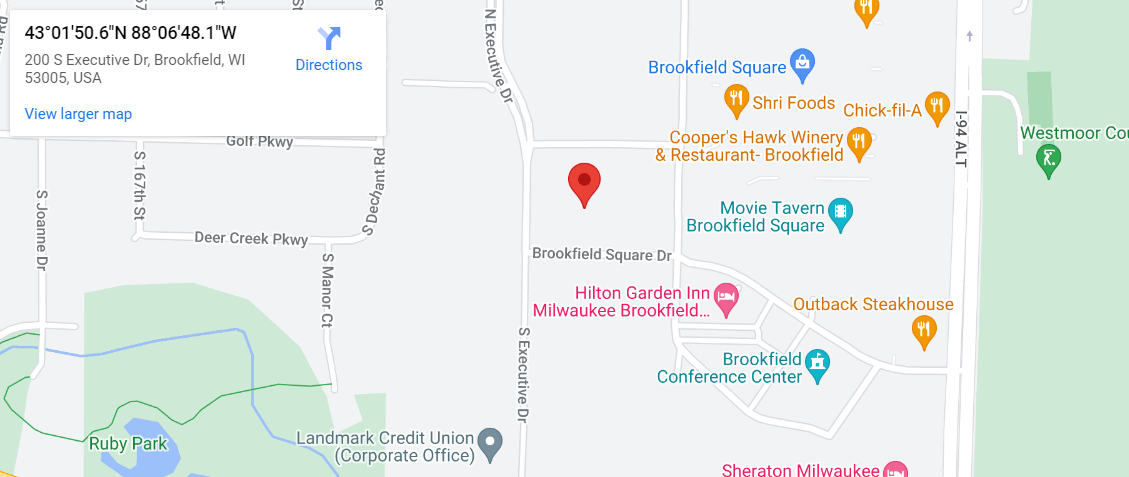 43°01'50.6"N 88°06'48.1"W
200 S Executive Dr, Brookfield, WI
53005, USA
Directions
View larger map
N Executive Dr
Brookfield Square
Shri Foods
Chick-fil-A
I-94 ALT
Westmoor Cou
Golf Pkwy
Cooper's Hawk Winery
& Restaurant- Brookfield
S 167th St
S Dechant Rd
S Joanne Dr
Movie Tavern
Brookfield Square
Deer Creek Pkwy
Brookfield Square Dr
S Manor Ct
Hilton Garden Inn
Milwaukee Brookfield...
Outback Steakhouse
S Executive Dr
Brookfield
Conference Center
Ruby Park
Landmark Credit Union
(Corporate Office)
Sheraton Milwaukee